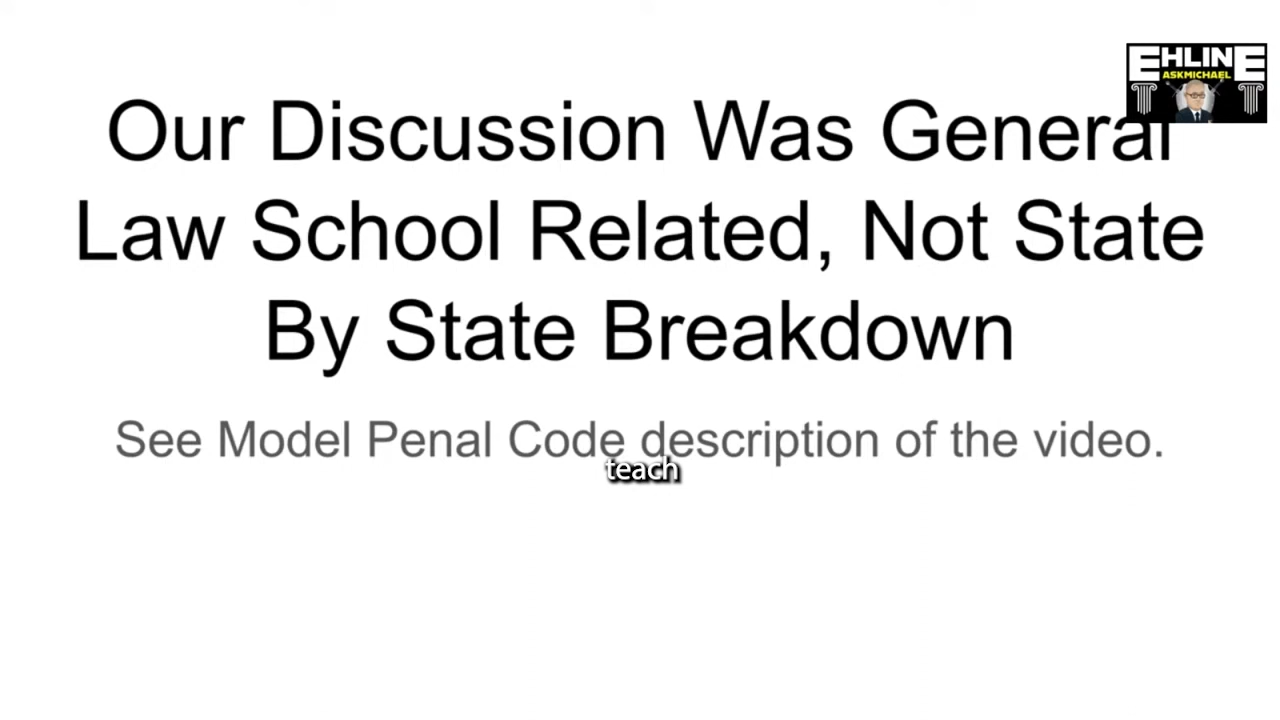 EHLINE
ASKMICHAEL
Our Discussion Was General
Law School Related, Not State
By State Breakdown
See Model Penal Code description of the video.
teach